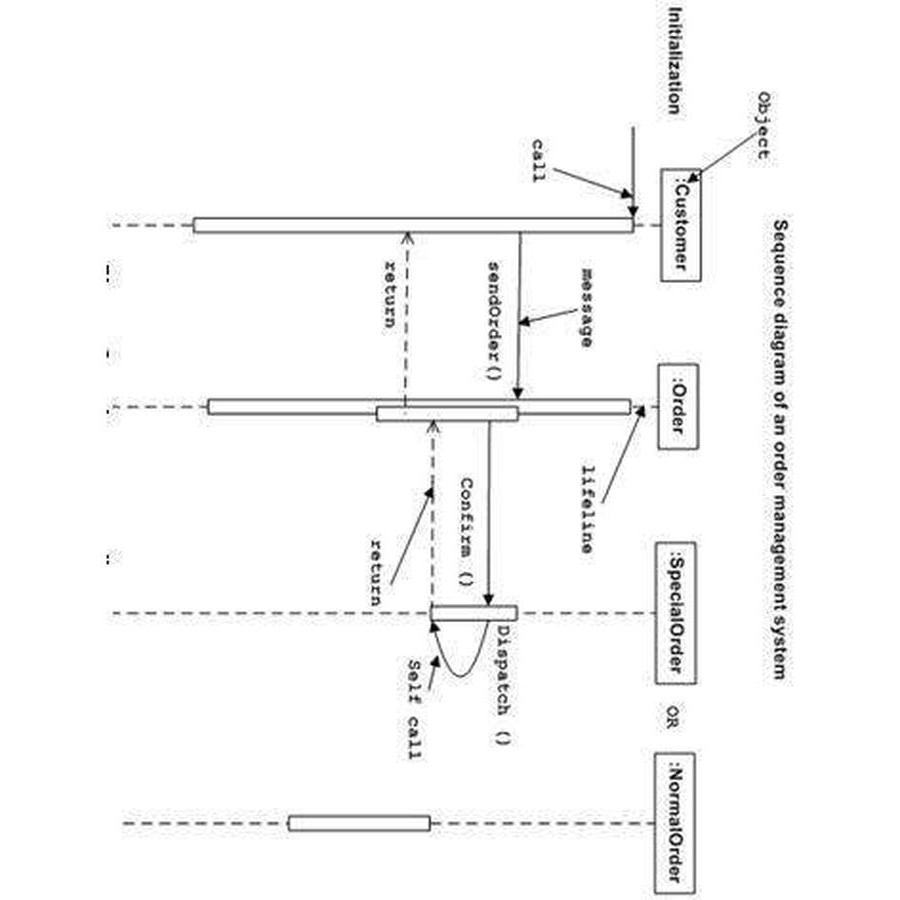 Sequence diagram of an order management system
Object
Initialization
:Customer
:Order
:SpecialOrder
OR
:NormalOrder
call
message
lifeline
sendOrder()
Dispatch ()
Confirm ()
return
return
Self call